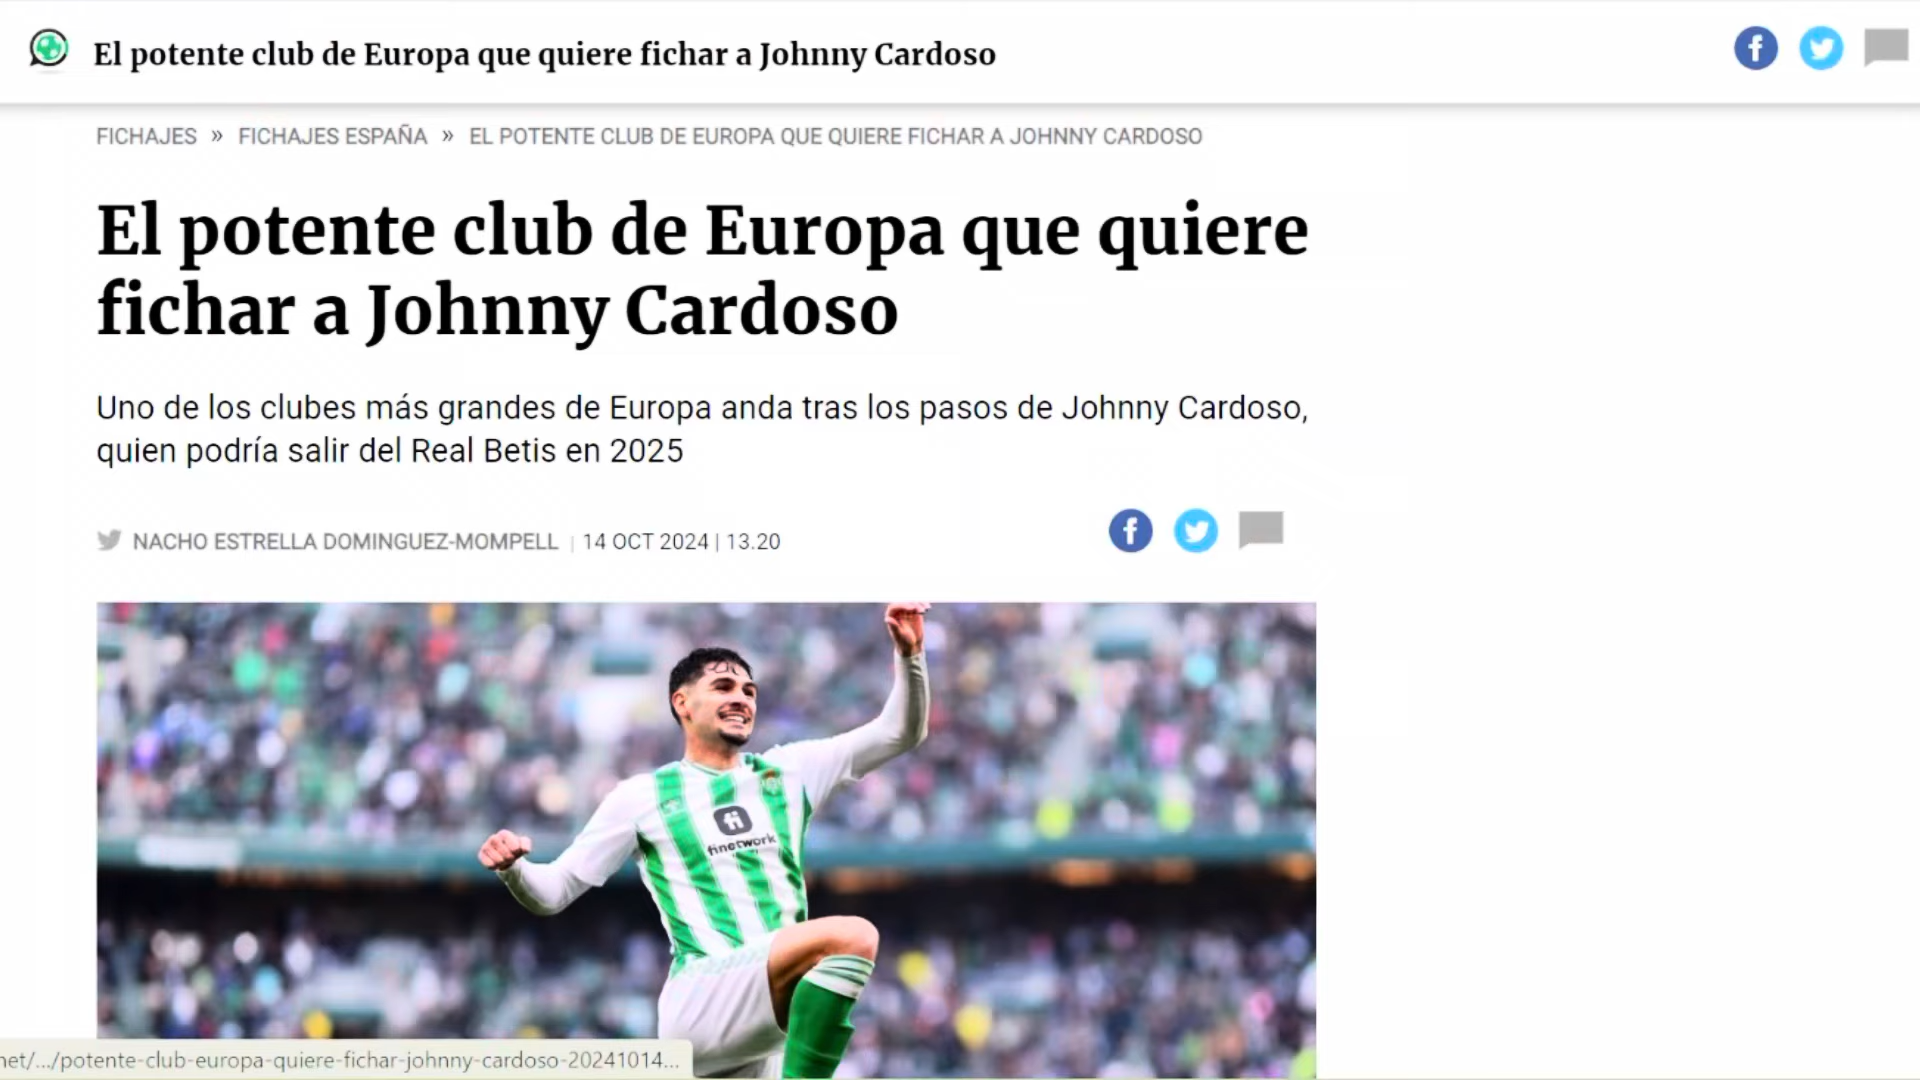 El potente club de Europa que quiere fichar a Johnny Cardoso
FICHAJES » FICHAJES ESPAÑA » EL POTENTE CLUB DE EUROPA QUE QUIERE FICHAR A JOHNNY CARDOSO
El potente club de Europa que quiere
fichar a Johnny Cardoso
Uno de los clubes más grandes de Europa anda tras los pasos de Johnny Cardoso,
quien podría salir del Real Betis en 2025
NACHO ESTRELLA DOMINGUEZ-MOMPELL | 14 OCT 2024 | 13.20
fi
finetwork
net/.../potente-club-europa-quiere-fichar-johnny-cardoso-20241014...